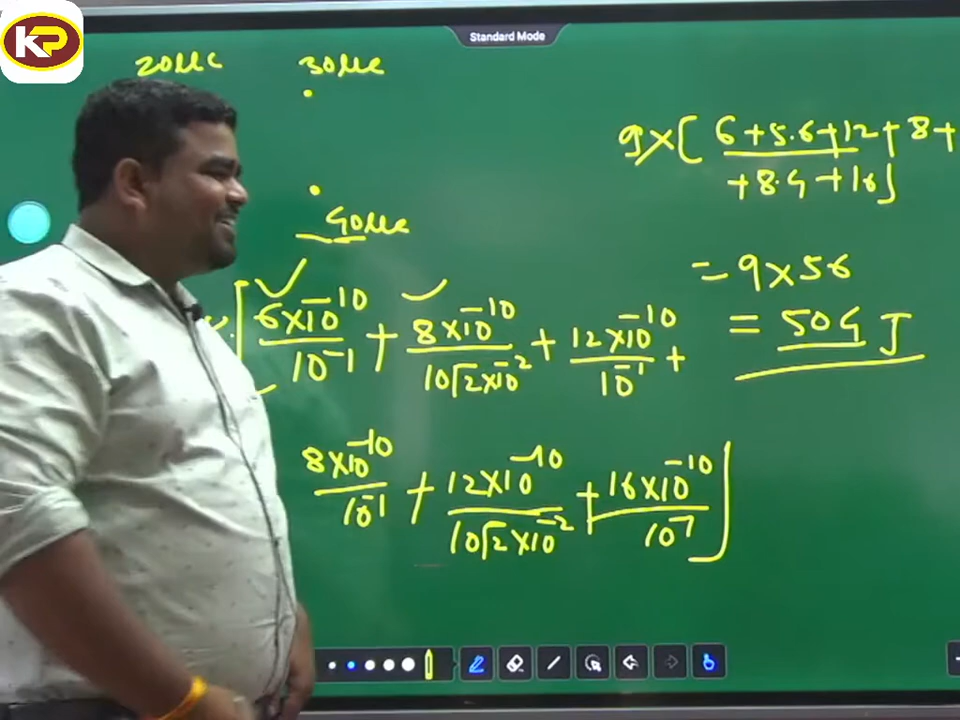 KP
Standard Mode
20μc 30μc
40μc
9×[ 6+5.6+12+8+
+8.4+16]
= 9×56
= 504 J
[ 6×10^-10 / 10^-1 + 8×10^-10 / 10√2×10^-2 + 12×10^-10 / 10^-1 +
8×10^-10 / 10^-1 + 12×10^-10 / 10√2×10^-2 + 16×10^-10 / 10^-1 ]